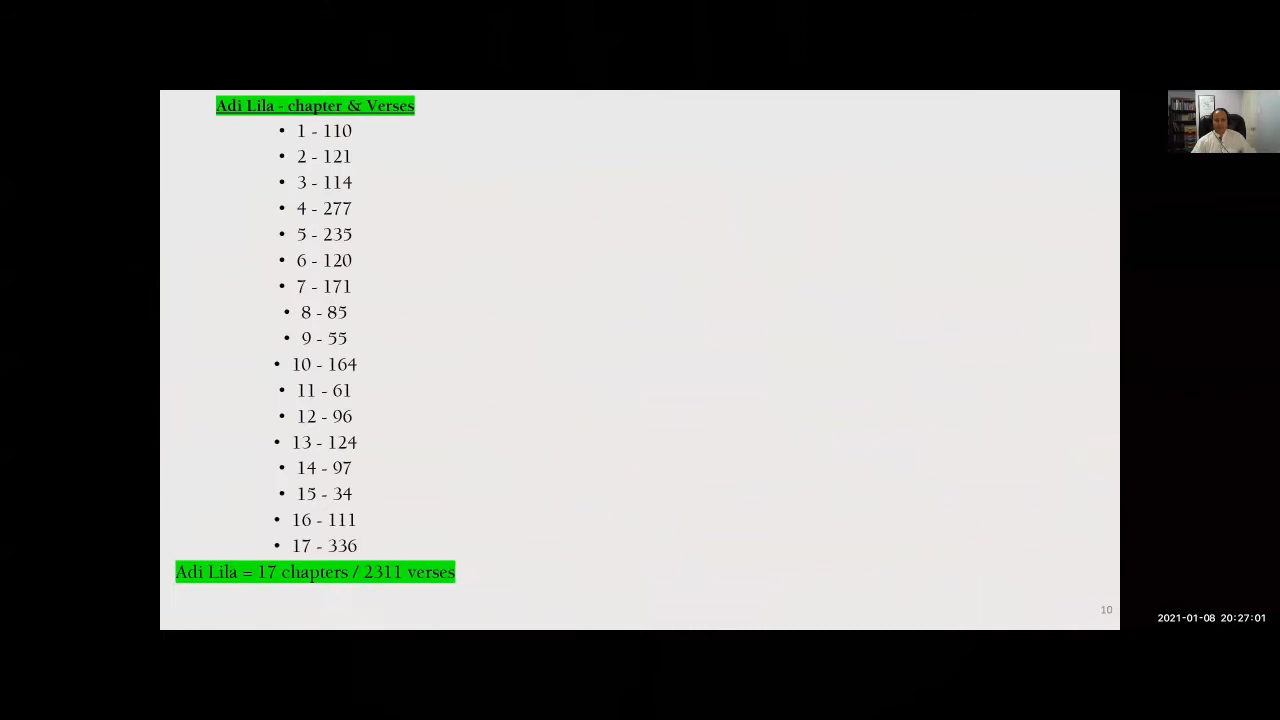 Adi Lila - chapter & Verses
• 1 - 110
• 2 - 121
• 3 - 114
• 4 - 277
• 5 - 235
• 6 - 120
• 7 - 171
• 8 - 85
• 9 - 55
• 10 - 164
• 11 - 61
• 12 - 96
• 13 - 124
• 14 - 97
• 15 - 34
• 16 - 111
• 17 - 336
Adi Lila = 17 chapters / 2311 verses
10
2021-01-08 20:27:01